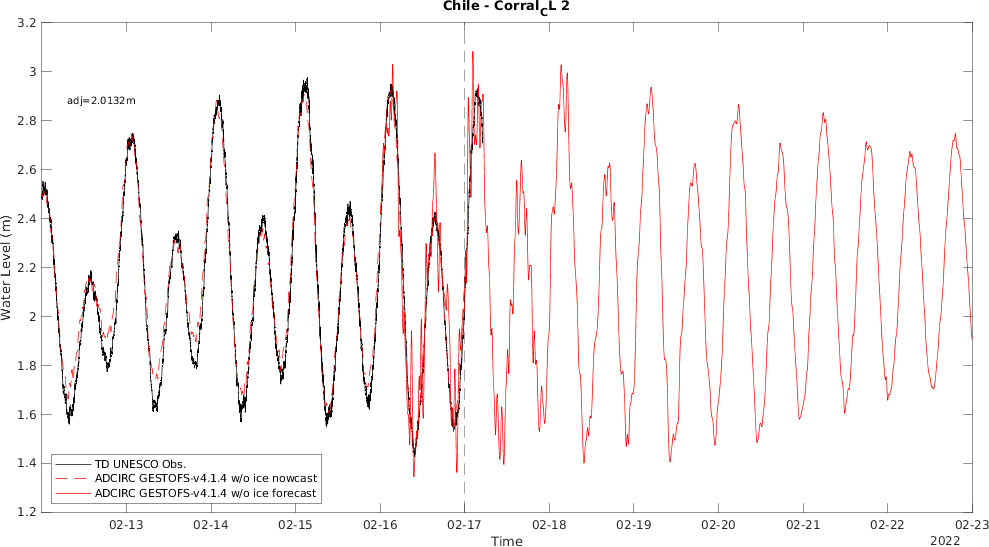 Chile - Corral_CL 2
3.2
3
2.8
2.6
2.4
2.2
2
1.8
1.6
1.4
1.2
Water Level (m)
adj=2.0132m
TD UNESCO Obs.
ADCIRC GESTOFS-v4.1.4 w/o ice nowcast
ADCIRC GESTOFS-v4.1.4 w/o ice forecast
02-13 02-14 02-15 02-16 02-17 02-18 02-19 02-20 02-21 02-22 02-23
Time
2022